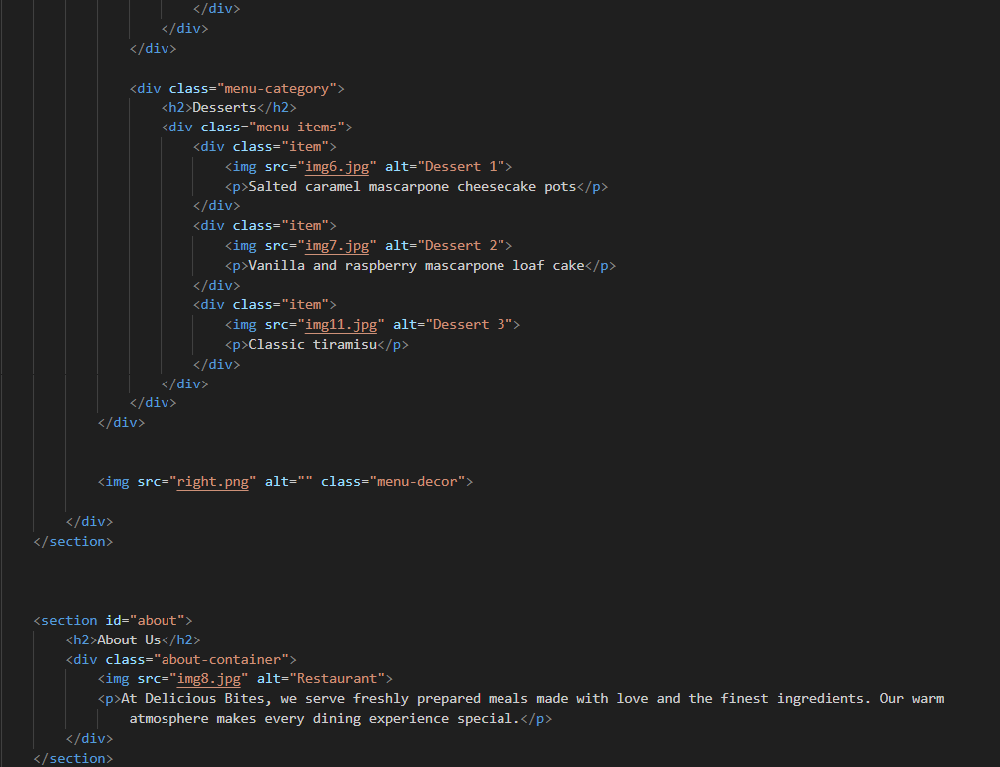 </div>
</div>
</div>
<div class="menu-category">
<h2>Desserts</h2>
<div class="menu-items">
<div class="item">
<img src="img6.jpg" alt="Dessert 1">
<p>Salted caramel mascarpone cheesecake pots</p>
</div>
<div class="item">
<img src="img7.jpg" alt="Dessert 2">
<p>Vanilla and raspberry mascarpone loaf cake</p>
</div>
<div class="item">
<img src="img11.jpg" alt="Dessert 3">
<p>Classic tiramisu</p>
</div>
</div>
</div>
</div>
<img src="right.png" alt="" class="menu-decor">
</div>
</section>
<section id="about">
<h2>About Us</h2>
<div class="about-container">
<img src="img8.jpg" alt="Restaurant">
<p>At Delicious Bites, we serve freshly prepared meals made with love and the finest ingredients. Our warm
atmosphere makes every dining experience special.</p>
</div>
</section>